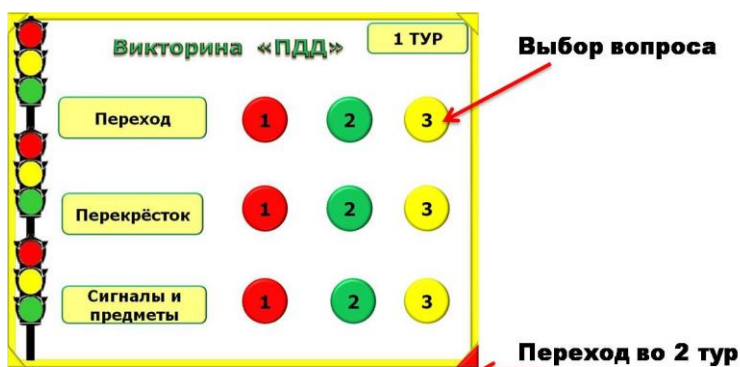 Викторина «ПДД»
1 ТУР
Выбор вопроса
Переход
1
2
3
Перекрёсток
1
2
3
Сигналы и
предметы
1
2
3
Переход во 2 тур